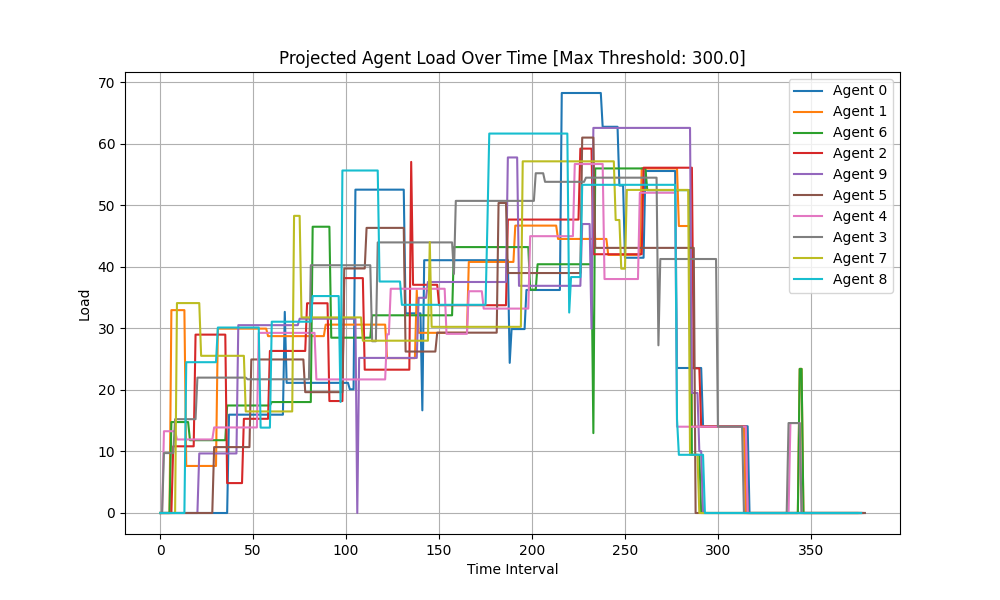 Projected Agent Load Over Time [Max Threshold: 300.0]
70
60
50
40
30
20
10
0
Load
0
50
100
150
200
250
300
350
Time Interval
Agent 0
Agent 1
Agent 6
Agent 2
Agent 9
Agent 5
Agent 4
Agent 3
Agent 7
Agent 8